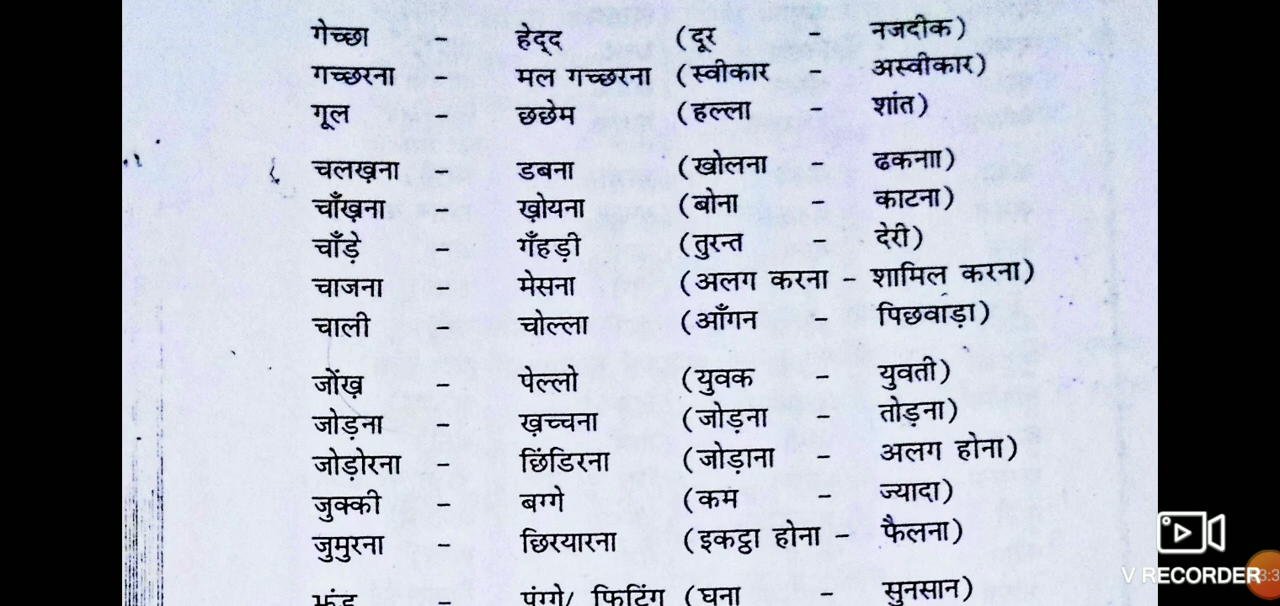 गेच्छा - हेद्द (दूर - नजदीक)
गच्छरना - मल गच्छरना (स्वीकार - अस्वीकार)
गूल - छछेम (हल्ला - शांत)
चलख़ना - डबना (खोलना - ढकनाा)
चाँख़ना - ख़ोयना (बोना - काटना)
चाँड़े - गँहड़ी (तुरन्त - देरी)
चाजना - मेसना (अलग करना - शामिल करना)
चाली - चोल्ला (आँगन - पिछवाड़ा)
जोंख़ - पेल्लो (युवक - युवती)
जोड़ना - ख़च्चना (जोड़ना - तोड़ना)
जोड़ोरना - छिंडिरना (जोड़ाना - अलग होना)
जुक्की - बग्गे (कम - ज्यादा)
जुमुरना - छिरयारना (इकट्ठा होना - फैलना)
- फिटिंग (घना - सुनसान)
V RECORDER